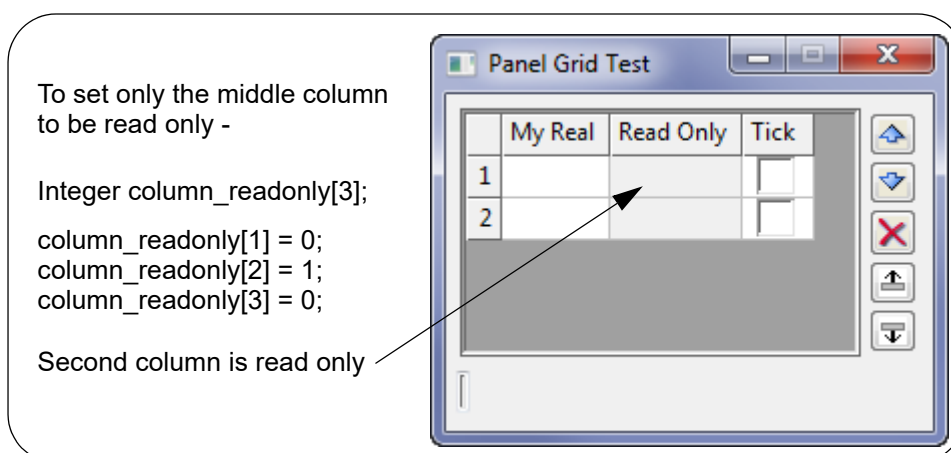 To set only the middle column
to be read only -
Integer column_readonly[3];
column_readonly[1] = 0;
column_readonly[2] = 1;
column_readonly[3] = 0;
Second column is read only
Panel Grid Test
My Real Read Only Tick
1
2